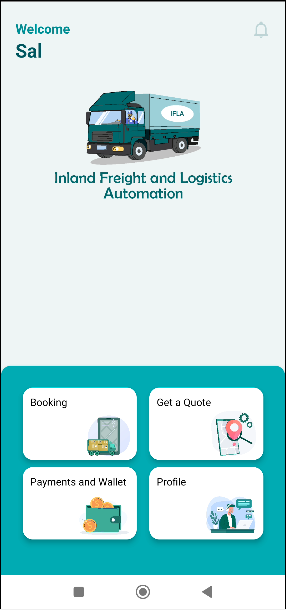 Welcome
Sal
IFLA
Inland Freight and Logistics
Automation
Booking
Get a Quote
Payments and Wallet
Profile